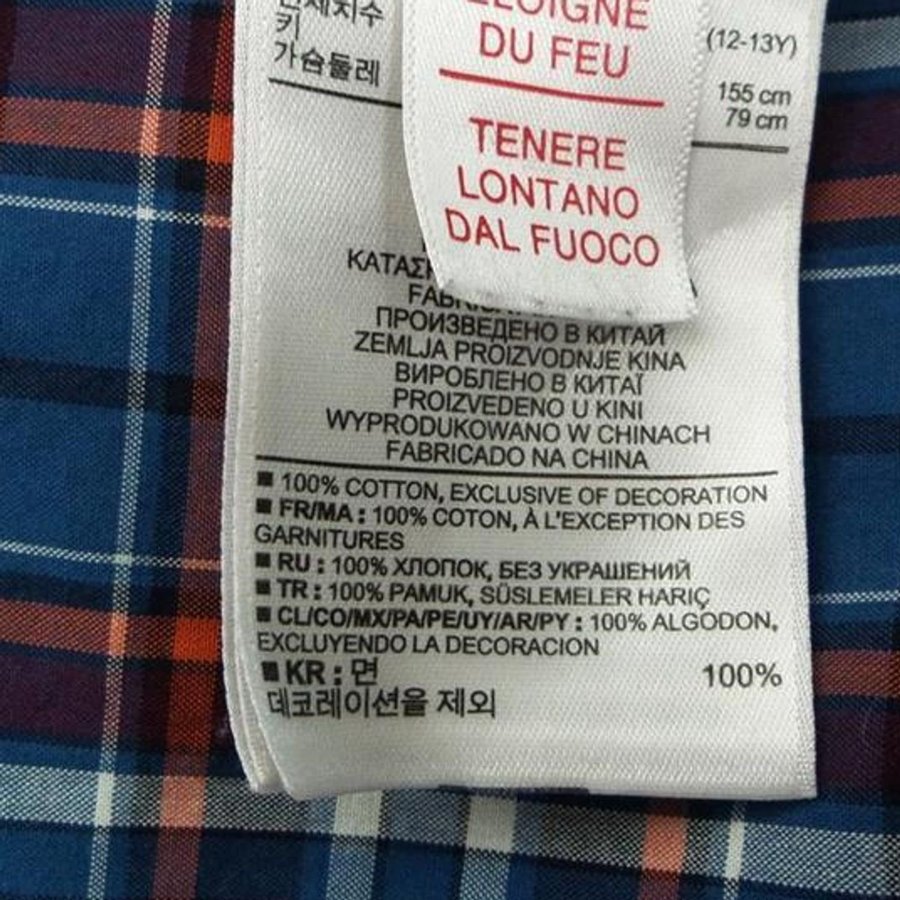 키
가슴둘레
(12-13Y)
155 cm
79 cm
DU FEU
TENERE
LONTANO
DAL FUOCO
ПРОИЗВЕДЕНО В КИТАЙ
ZEMLJA PROIZVODNJE KINA
ВИРОБЛЕНО В КИТАЇ
PROIZVEDENO U KINI
WYPRODUKOWANO W CHINACH
FABRICADO NA CHINA
■ 100% COTTON, EXCLUSIVE OF DECORATION
■ FR/MA : 100% COTON, À L'EXCEPTION DES
GARNITURES
■ RU : 100% ХЛОПОК, БЕЗ УКРАШЕНИЙ
■ TR : 100% PAMUK, SÜSLEMELER HARIÇ
■ CL/CO/MX/PA/PE/UY/AR/PY : 100% ALGODON,
EXCLUYENDO LA DECORACION
■ KR : 면 100%
데코레이션을 제외